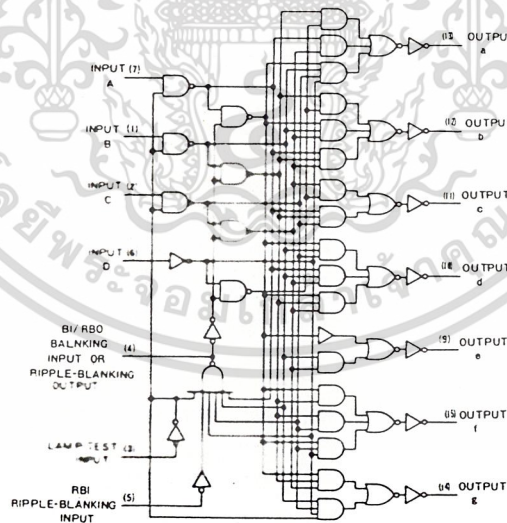 (13) OUTPUT
a
INPUT (7)
A
(12) OUTPUT
b
INPUT (1)
B
INPUT (2)
C
(11) OUTPUT
c
INPUT (6)
D
(10) OUTPUT
d
BI/RBO
BALNKING (4)
INPUT OR
RIPPLE-BLANKING
OUTPUT
(9) OUTPUT
e
(15) OUTPUT
f
LAMP TEST (3)
INPUT
RBI (5)
RIPPLE-BLANKING
INPUT
(14) OUTPUT
g